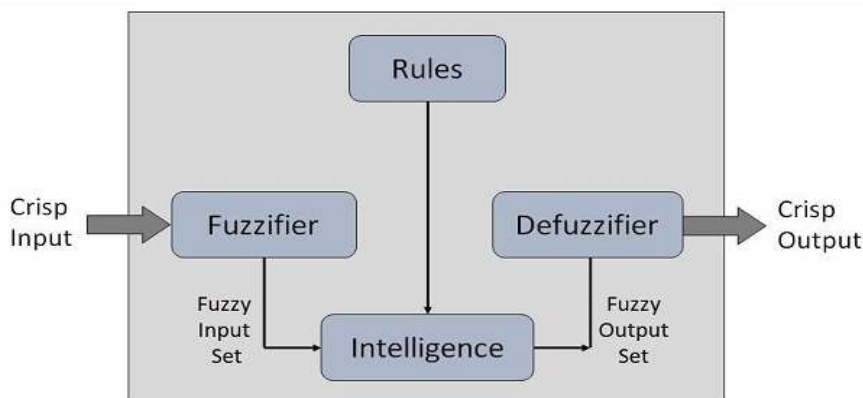 Rules
Crisp
Input
Fuzzifier
Defuzzifier
Crisp
Output
Fuzzy
Input
Set
Intelligence
Fuzzy
Output
Set